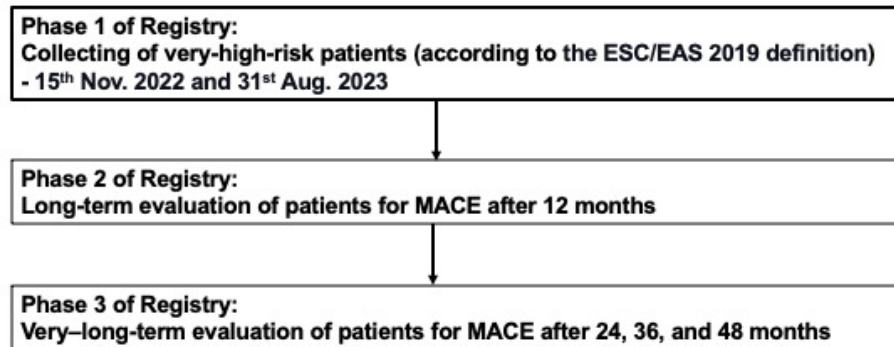 Phase 1 of Registry:
Collecting of very-high-risk patients (according to the ESC/EAS 2019 definition)
- 15th Nov. 2022 and 31st Aug. 2023
Phase 2 of Registry:
Long-term evaluation of patients for MACE after 12 months
Phase 3 of Registry:
Very–long-term evaluation of patients for MACE after 24, 36, and 48 months